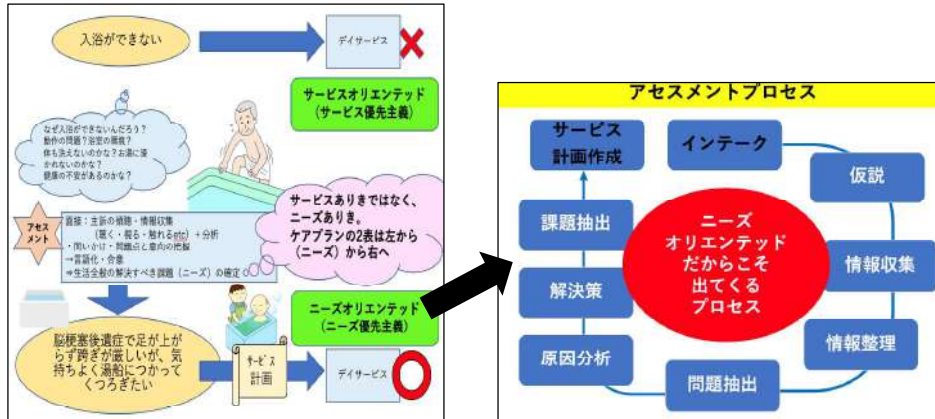 入浴ができない
デイサービス
サービスオリエンテッド
(サービス優先主義)
なぜ入浴ができないんだろう?
動作の問題?浴室の環境?
体も洗えないのかな?お湯に浸
かれないのかな?
健康の不安があるのかな?
サービスありきではなく、
ニーズありき。
ケアプランの2表は左から
(ニーズ)から右へ
アセス
メント
面接:主訴の傾聴・情報収集
(聴く・視る・触れるetc)+分析
・問いかけ・問題点と意向の把握
→言語化・合意
⇒生活全般の解決すべき課題(ニーズ)の確定
ニーズオリエンテッド
(ニーズ優先主義)
脳梗塞後遺症で足が上が
らず跨ぎが厳しいが、気
持ちよく湯船につかって
くつろぎたい
サービス
計画
デイサービス
アセスメントプロセス
サービス
計画作成
インテーク
仮説
課題抽出
ニーズ
オリエンテッド
だからこそ
出てくる
プロセス
情報収集
解決策
情報整理
原因分析
問題抽出